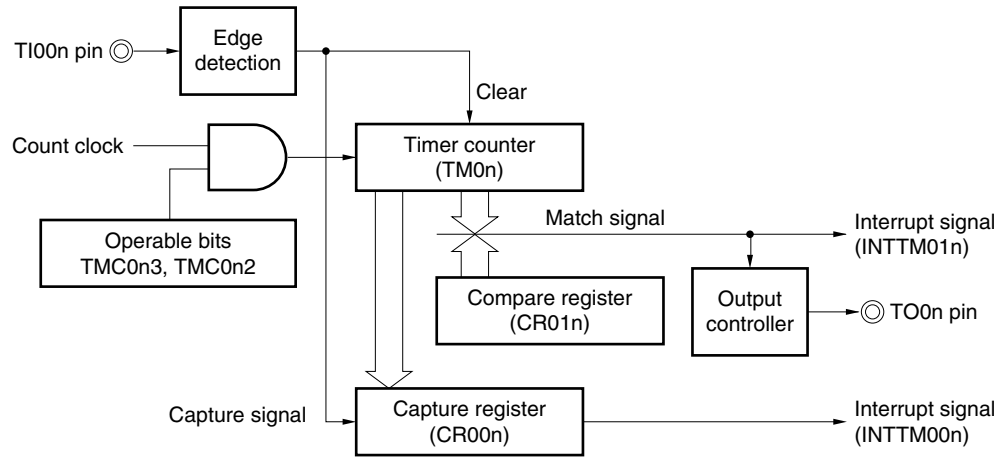 TI00n pin
Edge
detection
Clear
Count clock
Timer counter
(TM0n)
Operable bits
TMC0n3, TMC0n2
Match signal
Interrupt signal
(INTTM01n)
Compare register
(CR01n)
Output
controller
TO0n pin
Capture signal
Capture register
(CR00n)
Interrupt signal
(INTTM00n)